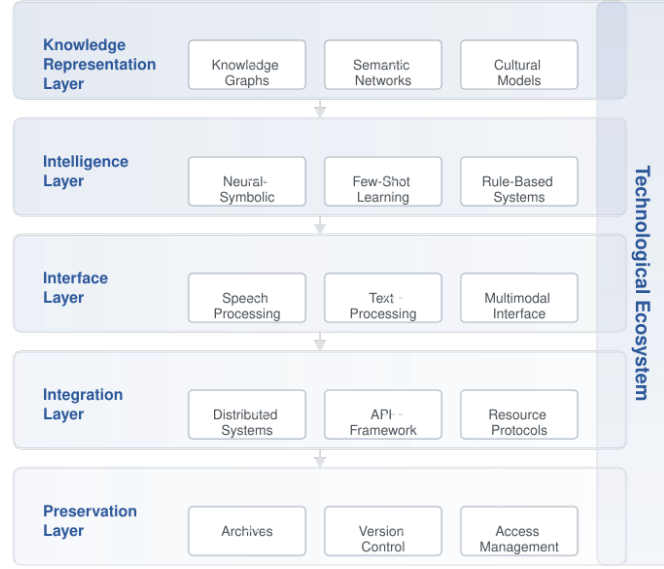 Knowledge
Representation
Layer
Knowledge
Graphs
Semantic
Networks
Cultural
Models
Intelligence
Layer
Neural-
Symbolic
Few-Shot
Learning
Rule-Based
Systems
Interface
Layer
Speech
Processing
Text -
Processing
Multimodal
Interface
Integration
Layer
Distributed
Systems
API-
Framework
Resource
Protocols
Preservation
Layer
Archives
Version
Control
Access
Management
Technological Ecosystem